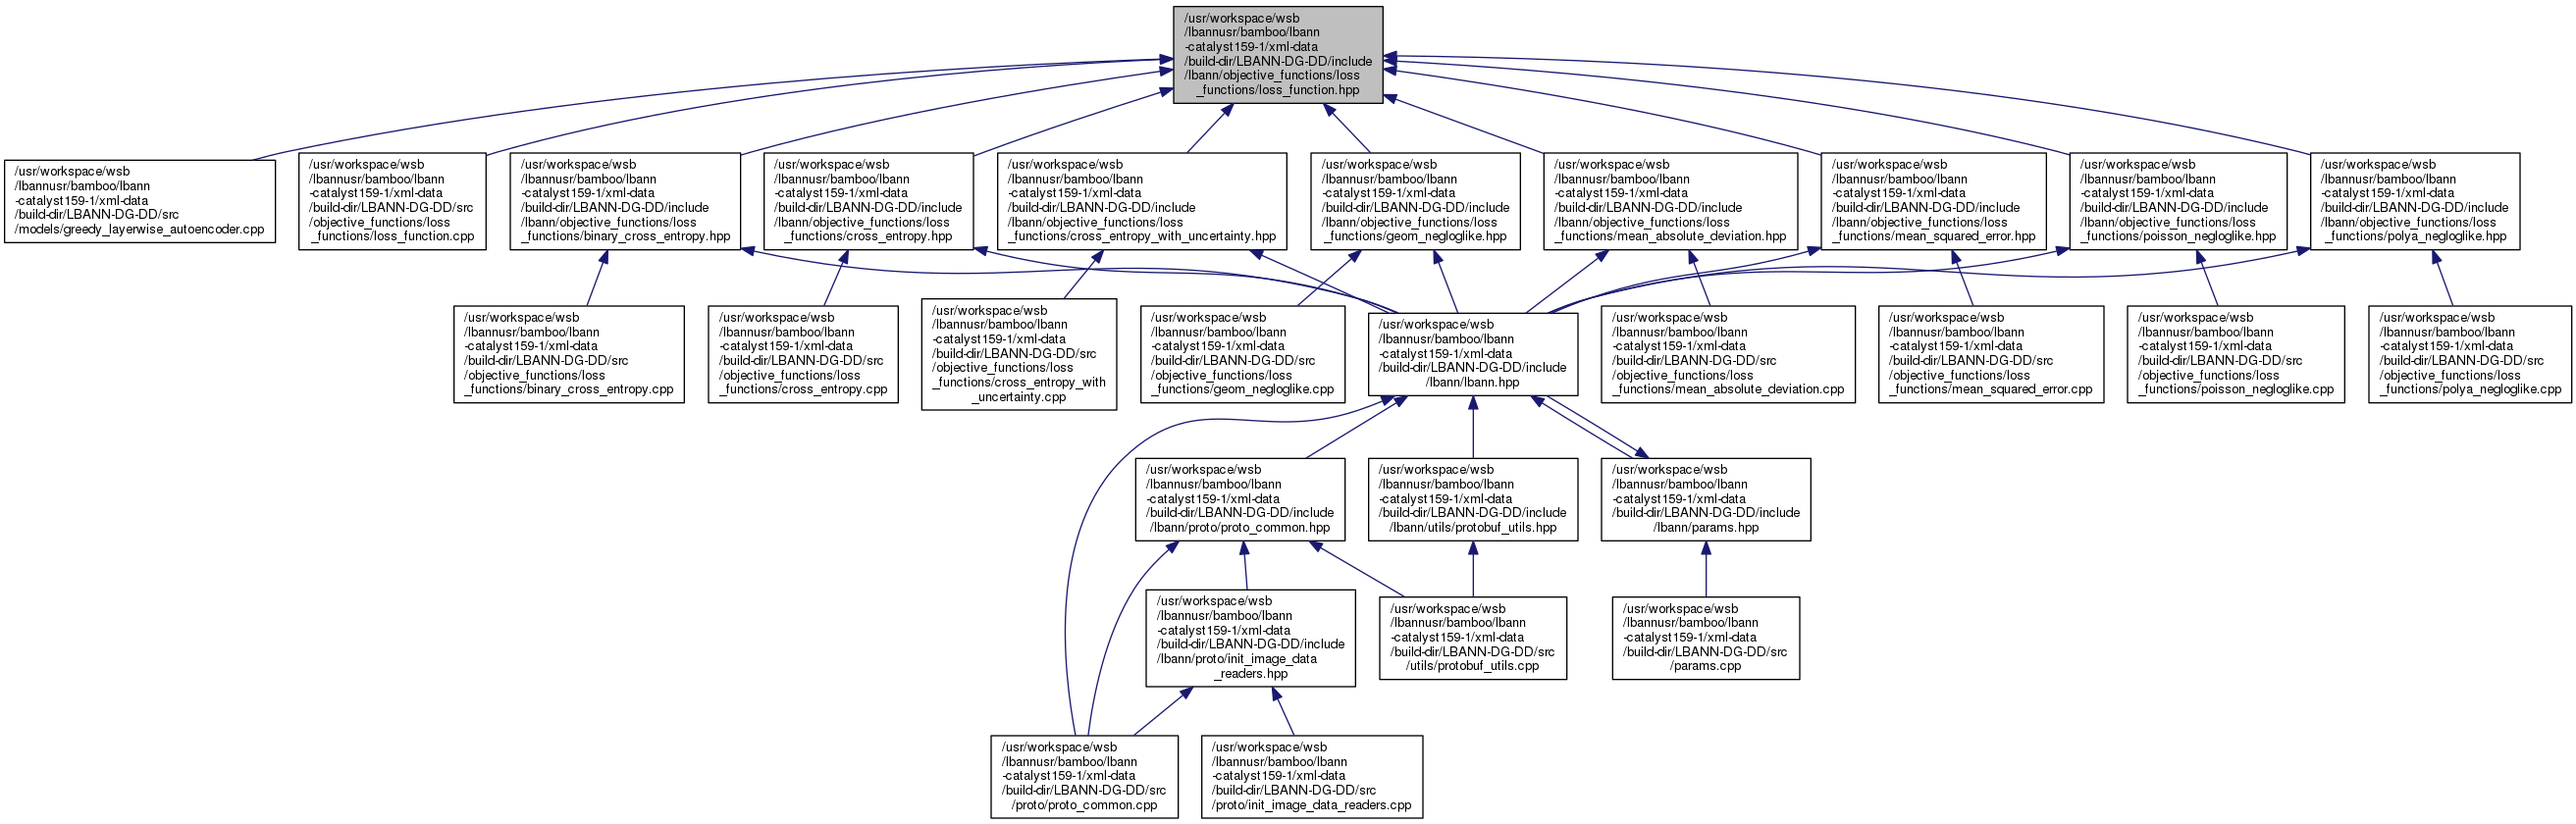 /usr/workspace/wsb
/lbannusr/bamboo/lbann
-catalyst159-1/xml-data
/build-dir/LBANN-DG-DD/include
/lbann/objective_functions/loss
_functions/loss_function.hpp
/usr/workspace/wsb
/lbannusr/bamboo/lbann
-catalyst159-1/xml-data
/build-dir/LBANN-DG-DD/src
/models/greedy_layerwise_autoencoder.cpp
/usr/workspace/wsb
/lbannusr/bamboo/lbann
-catalyst159-1/xml-data
/build-dir/LBANN-DG-DD/src
/objective_functions/loss
_functions/loss_function.cpp
/usr/workspace/wsb
/lbannusr/bamboo/lbann
-catalyst159-1/xml-data
/build-dir/LBANN-DG-DD/include
/lbann/objective_functions/loss
_functions/binary_cross_entropy.hpp
/usr/workspace/wsb
/lbannusr/bamboo/lbann
-catalyst159-1/xml-data
/build-dir/LBANN-DG-DD/include
/lbann/objective_functions/loss
_functions/cross_entropy.hpp
/usr/workspace/wsb
/lbannusr/bamboo/lbann
-catalyst159-1/xml-data
/build-dir/LBANN-DG-DD/include
/lbann/objective_functions/loss
_functions/cross_entropy_with_uncertainty.hpp
/usr/workspace/wsb
/lbannusr/bamboo/lbann
-catalyst159-1/xml-data
/build-dir/LBANN-DG-DD/include
/lbann/objective_functions/loss
_functions/geom_negloglike.hpp
/usr/workspace/wsb
/lbannusr/bamboo/lbann
-catalyst159-1/xml-data
/build-dir/LBANN-DG-DD/include
/lbann/objective_functions/loss
_functions/mean_absolute_deviation.hpp
/usr/workspace/wsb
/lbannusr/bamboo/lbann
-catalyst159-1/xml-data
/build-dir/LBANN-DG-DD/include
/lbann/objective_functions/loss
_functions/mean_squared_error.hpp
/usr/workspace/wsb
/lbannusr/bamboo/lbann
-catalyst159-1/xml-data
/build-dir/LBANN-DG-DD/include
/lbann/objective_functions/loss
_functions/poisson_negloglike.hpp
/usr/workspace/wsb
/lbannusr/bamboo/lbann
-catalyst159-1/xml-data
/build-dir/LBANN-DG-DD/include
/lbann/objective_functions/loss
_functions/polya_negloglike.hpp
/usr/workspace/wsb
/lbannusr/bamboo/lbann
-catalyst159-1/xml-data
/build-dir/LBANN-DG-DD/src
/objective_functions/loss
_functions/binary_cross_entropy.cpp
/usr/workspace/wsb
/lbannusr/bamboo/lbann
-catalyst159-1/xml-data
/build-dir/LBANN-DG-DD/src
/objective_functions/loss
_functions/cross_entropy.cpp
/usr/workspace/wsb
/lbannusr/bamboo/lbann
-catalyst159-1/xml-data
/build-dir/LBANN-DG-DD/src
/objective_functions/loss
_functions/cross_entropy_with
_uncertainty.cpp
/usr/workspace/wsb
/lbannusr/bamboo/lbann
-catalyst159-1/xml-data
/build-dir/LBANN-DG-DD/src
/objective_functions/loss
_functions/geom_negloglike.cpp
/usr/workspace/wsb
/lbannusr/bamboo/lbann
-catalyst159-1/xml-data
/build-dir/LBANN-DG-DD/include
/lbann/lbann.hpp
/usr/workspace/wsb
/lbannusr/bamboo/lbann
-catalyst159-1/xml-data
/build-dir/LBANN-DG-DD/src
/objective_functions/loss
_functions/mean_absolute_deviation.cpp
/usr/workspace/wsb
/lbannusr/bamboo/lbann
-catalyst159-1/xml-data
/build-dir/LBANN-DG-DD/src
/objective_functions/loss
_functions/mean_squared_error.cpp
/usr/workspace/wsb
/lbannusr/bamboo/lbann
-catalyst159-1/xml-data
/build-dir/LBANN-DG-DD/src
/objective_functions/loss
_functions/poisson_negloglike.cpp
/usr/workspace/wsb
/lbannusr/bamboo/lbann
-catalyst159-1/xml-data
/build-dir/LBANN-DG-DD/src
/objective_functions/loss
_functions/polya_negloglike.cpp
/usr/workspace/wsb
/lbannusr/bamboo/lbann
-catalyst159-1/xml-data
/build-dir/LBANN-DG-DD/include
/lbann/proto/proto_common.hpp
/usr/workspace/wsb
/lbannusr/bamboo/lbann
-catalyst159-1/xml-data
/build-dir/LBANN-DG-DD/include
/lbann/utils/protobuf_utils.hpp
/usr/workspace/wsb
/lbannusr/bamboo/lbann
-catalyst159-1/xml-data
/build-dir/LBANN-DG-DD/include
/lbann/params.hpp
/usr/workspace/wsb
/lbannusr/bamboo/lbann
-catalyst159-1/xml-data
/build-dir/LBANN-DG-DD/include
/lbann/proto/init_image_data
_readers.hpp
/usr/workspace/wsb
/lbannusr/bamboo/lbann
-catalyst159-1/xml-data
/build-dir/LBANN-DG-DD/src
/utils/protobuf_utils.cpp
/usr/workspace/wsb
/lbannusr/bamboo/lbann
-catalyst159-1/xml-data
/build-dir/LBANN-DG-DD/src
/params.cpp
/usr/workspace/wsb
/lbannusr/bamboo/lbann
-catalyst159-1/xml-data
/build-dir/LBANN-DG-DD/src
/proto/proto_common.cpp
/usr/workspace/wsb
/lbannusr/bamboo/lbann
-catalyst159-1/xml-data
/build-dir/LBANN-DG-DD/src
/proto/init_image_data_readers.cpp